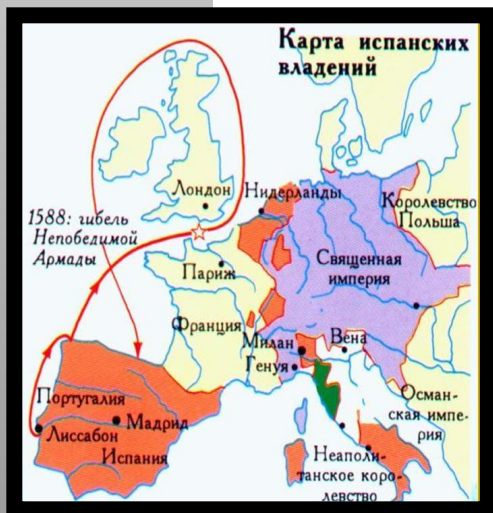 Карта испанских
владений
Лондон
Нидерланды
Королевство
Польша
1588: гибель
Непобедимой
Армады
Священная
империя
Париж
Франция
Милан
Вена
Генуя
Португалия
Мадрид
Лиссабон
Испания
Осман-
ская импе-
рия
Неаполи-
танское коро-
левство